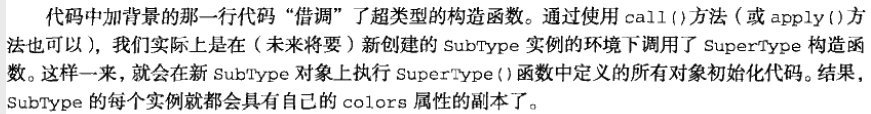 代码中加背景的那一行代码“借调”了超类型的构造函数。通过使用 call()方法（或 apply()方
法也可以），我们实际上是在（未来将要）新创建的 SubType 实例的环境下调用了 SuperType 构造函
数。这样一来，就会在新 SubType 对象上执行 SuperType()函数中定义的所有对象初始化代码。结果，
SubType 的每个实例就都会具有自己的 colors 属性的副本了。